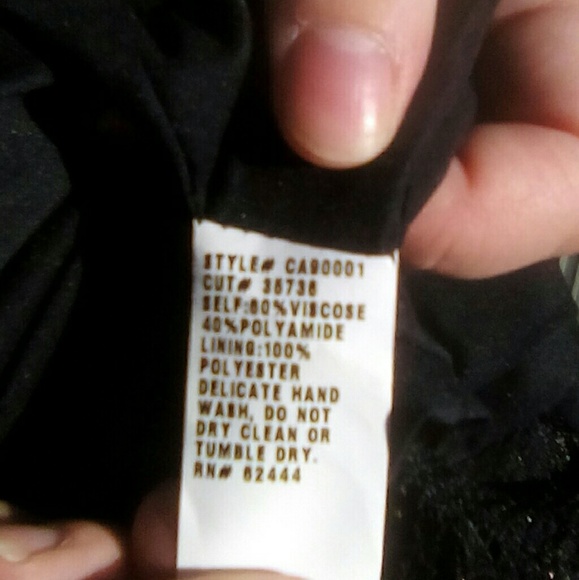 STYLE# CA90001
CUT# 36736
SELF:60%VISCOSE
40%POLYAMIDE
LINING:100%
POLYESTER
DELICATE HAND
WASH, DO NOT
DRY CLEAN OR
TUMBLE DRY.
RN# 62444